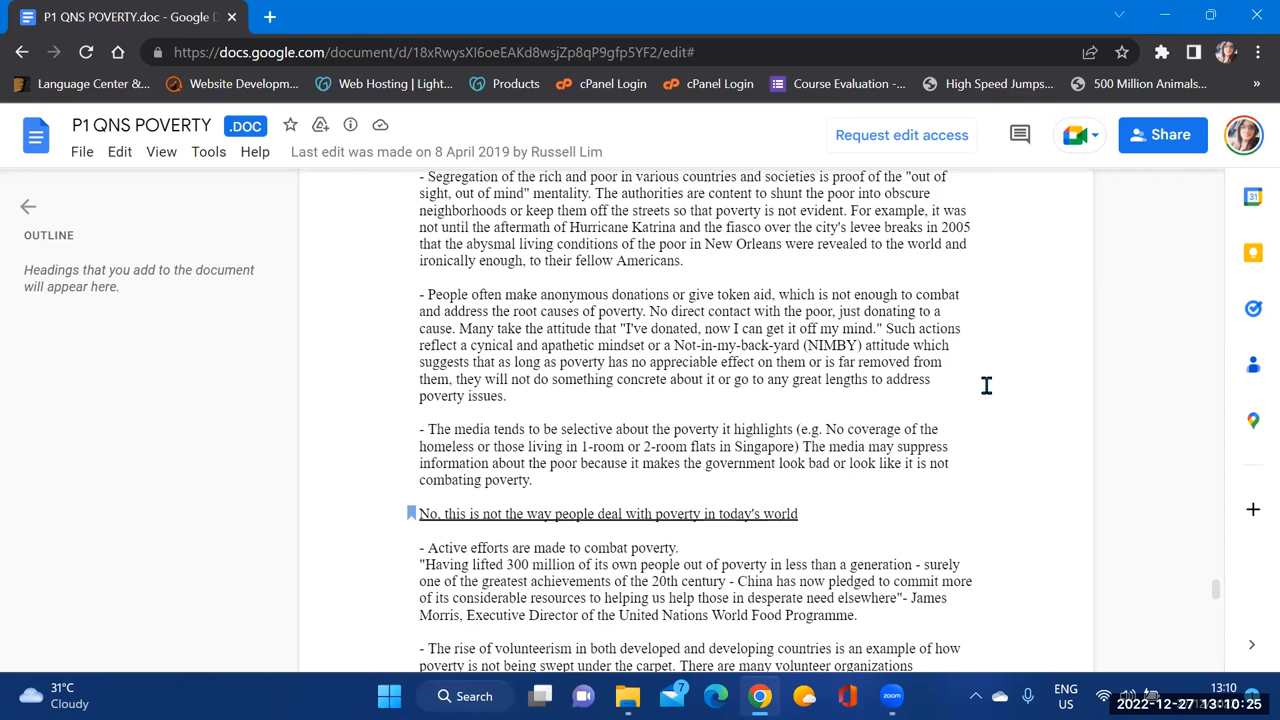 P1 QNS POVERTY.doc - Google D
https://docs.google.com/document/d/18xRwysXl6oeEAKd8wsjZp8qP9gfp5YF2/edit#
Language Center &...
Website Developm...
Web Hosting | Light...
Products
cPanel Login
cPanel Login
Course Evaluation -...
High Speed Jumps...
500 Million Animals...
»
P1 QNS POVERTY
.DOC
Request edit access
Share
File
Edit
View
Tools
Help
Last edit was made on 8 April 2019 by Russell Lim
OUTLINE
Headings that you add to the document
will appear here.
- Segregation of the rich and poor in various countries and societies is proof of the "out of
sight, out of mind" mentality. The authorities are content to shunt the poor into obscure
neighborhoods or keep them off the streets so that poverty is not evident. For example, it was
not until the aftermath of Hurricane Katrina and the fiasco over the city's levee breaks in 2005
that the abysmal living conditions of the poor in New Orleans were revealed to the world and
ironically enough, to their fellow Americans.
- People often make anonymous donations or give token aid, which is not enough to combat
and address the root causes of poverty. No direct contact with the poor, just donating to a
cause. Many take the attitude that "I've donated, now I can get it off my mind." Such actions
reflect a cynical and apathetic mindset or a Not-in-my-back-yard (NIMBY) attitude which
suggests that as long as poverty has no appreciable effect on them or is far removed from
them, they will not do something concrete about it or go to any great lengths to address
poverty issues.
- The media tends to be selective about the poverty it highlights (e.g. No coverage of the
homeless or those living in 1-room or 2-room flats in Singapore) The media may suppress
information about the poor because it makes the government look bad or look like it is not
combating poverty.
No, this is not the way people deal with poverty in today's world
- Active efforts are made to combat poverty.
"Having lifted 300 million of its own people out of poverty in less than a generation - surely
one of the greatest achievements of the 20th century - China has now pledged to commit more
of its considerable resources to helping us help those in desperate need elsewhere"- James
Morris, Executive Director of the United Nations World Food Programme.
- The rise of volunteerism in both developed and developing countries is an example of how
poverty is not being swept under the carpet. There are many volunteer organizations
31
31°C
Cloudy
Search
7
zoom
ENG
US
13:10
2022-12-27 13:10:25